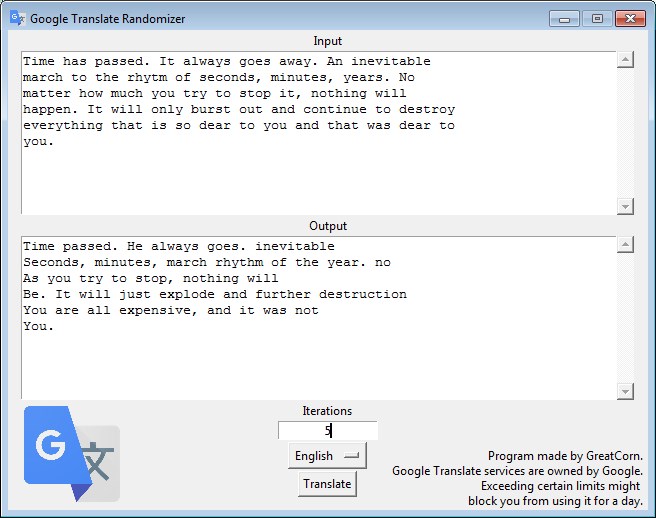 Google Translate Randomizer
Input
Time has passed. It always goes away. An inevitable
march to the rhytm of seconds, minutes, years. No
matter how much you try to stop it, nothing will
happen. It will only burst out and continue to destroy
everything that is so dear to you and that was dear to
you.
Output
Time passed. He always goes. inevitable
Seconds, minutes, march rhythm of the year. no
As you try to stop, nothing will
Be. It will just explode and further destruction
You are all expensive, and it was not
You.
Iterations
5
English
Translate
G 文
Program made by GreatCorn.
Google Translate services are owned by Google.
Exceeding certain limits might
block you from using it for a day.